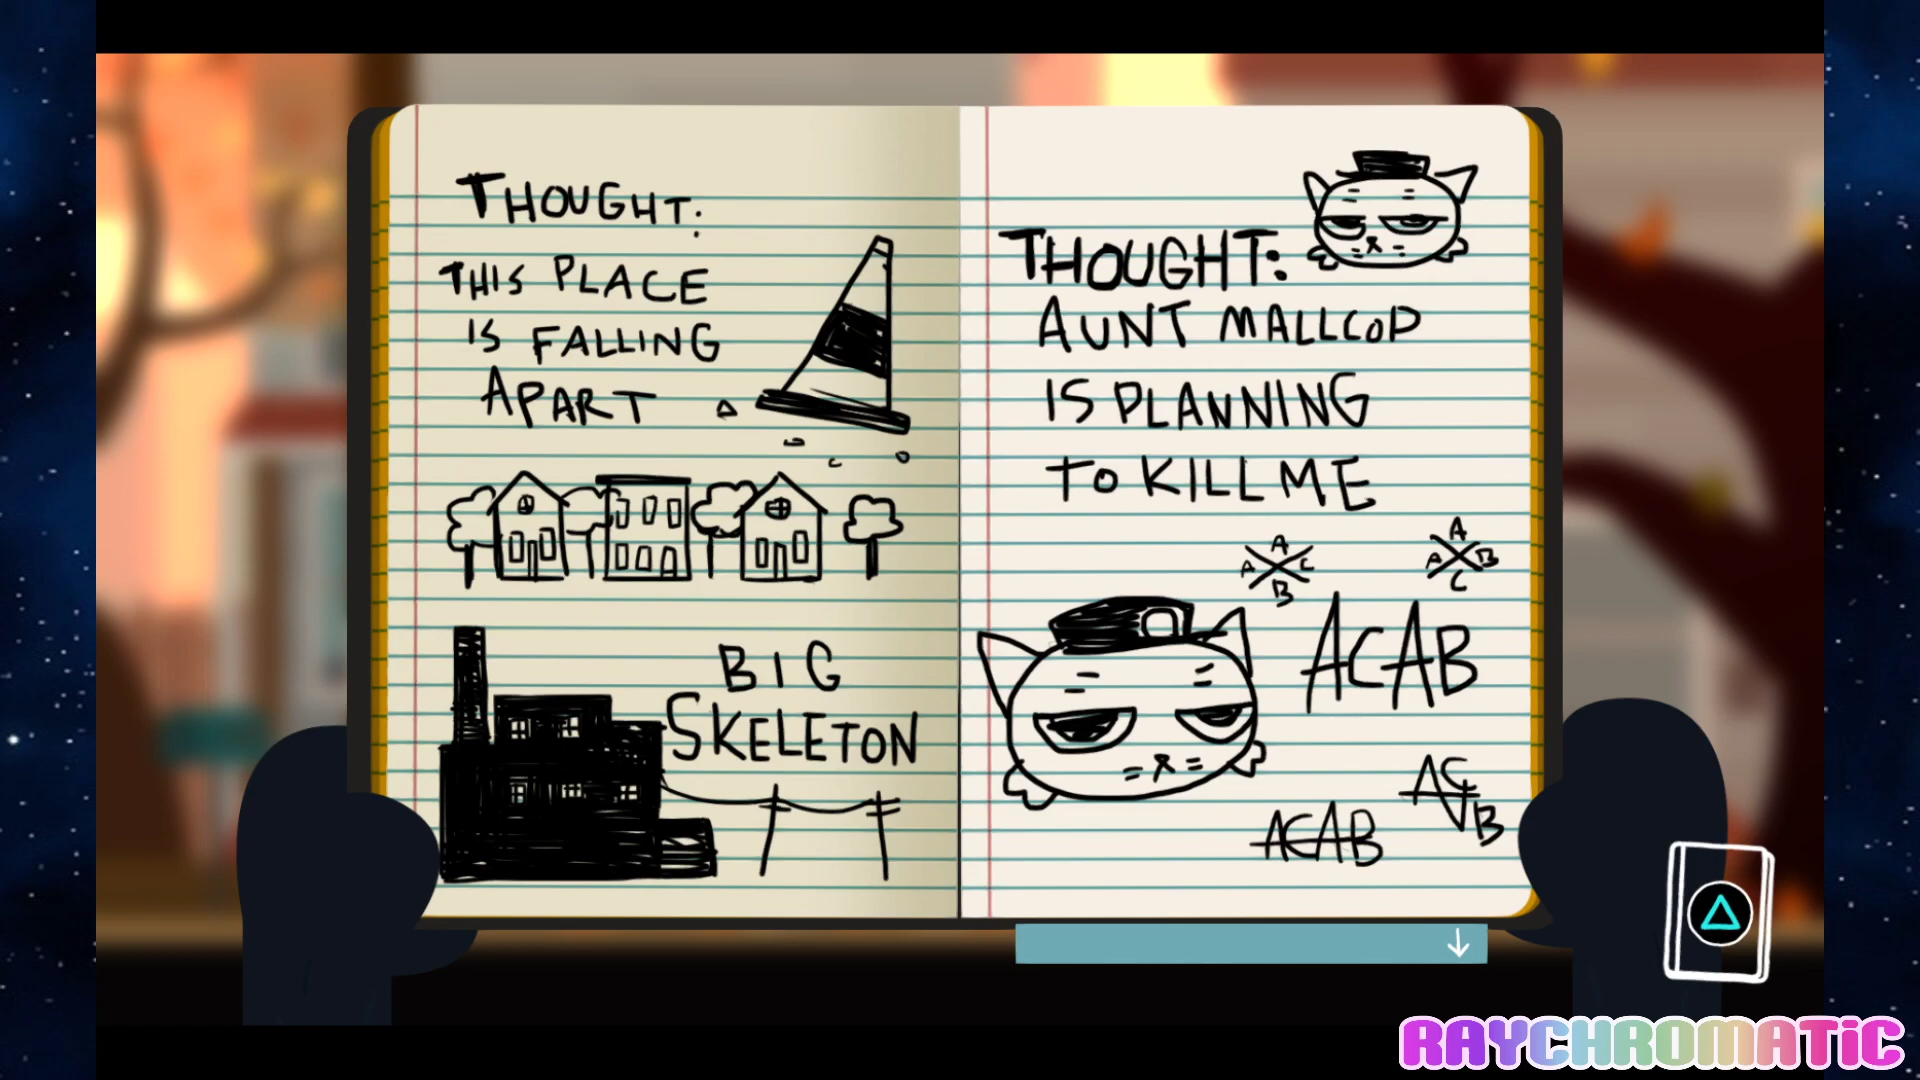 THOUGHT:
THIS PLACE
IS FALLING
APART
BIG
SKELETON
THOUGHT:
AUNT MALLCOP
IS PLANNING
TO KILL ME
A
A C
B
A
A B
C
ACAB
AC
B
ACAB
RAYCHROMATiC